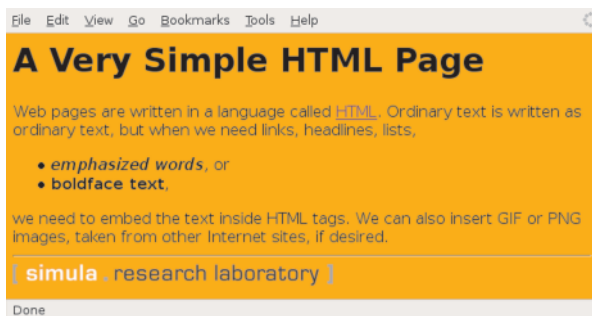 File Edit View Go Bookmarks Tools Help
A Very Simple HTML Page
Web pages are written in a language called HTML. Ordinary text is written as
ordinary text, but when we need links, headlines, lists,
• emphasized words, or
• boldface text,
we need to embed the text inside HTML tags. We can also insert GIF or PNG
images, taken from other Internet sites, if desired.
[ simula . research laboratory ]
Done